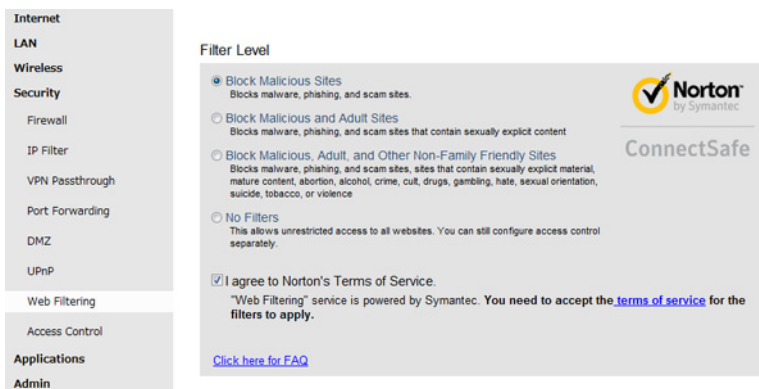 Internet
LAN
Wireless
Security
Firewall
IP Filter
VPN Passthrough
Port Forwarding
DMZ
UPnP
Web Filtering
Access Control
Applications
Admin
Filter Level
Block Malicious Sites
Blocks malware, phishing, and scam sites.
Block Malicious and Adult Sites
Blocks malware, phishing, and scam sites that contain sexually explicit content
Block Malicious, Adult, and Other Non-Family Friendly Sites
Blocks malware, phishing, and scam sites, sites that contain sexually explicit material,
mature content, abortion, alcohol, crime, cult, drugs, gambling, hate, sexual orientation,
suicide, tobacco, or violence
No Filters
This allows unrestricted access to all websites. You can still configure access control
separately.
Norton
by Symantec
ConnectSafe
I agree to Norton's Terms of Service.
"Web Filtering" service is powered by Symantec. You need to accept the terms of service for the
filters to apply.
Click here for FAQ